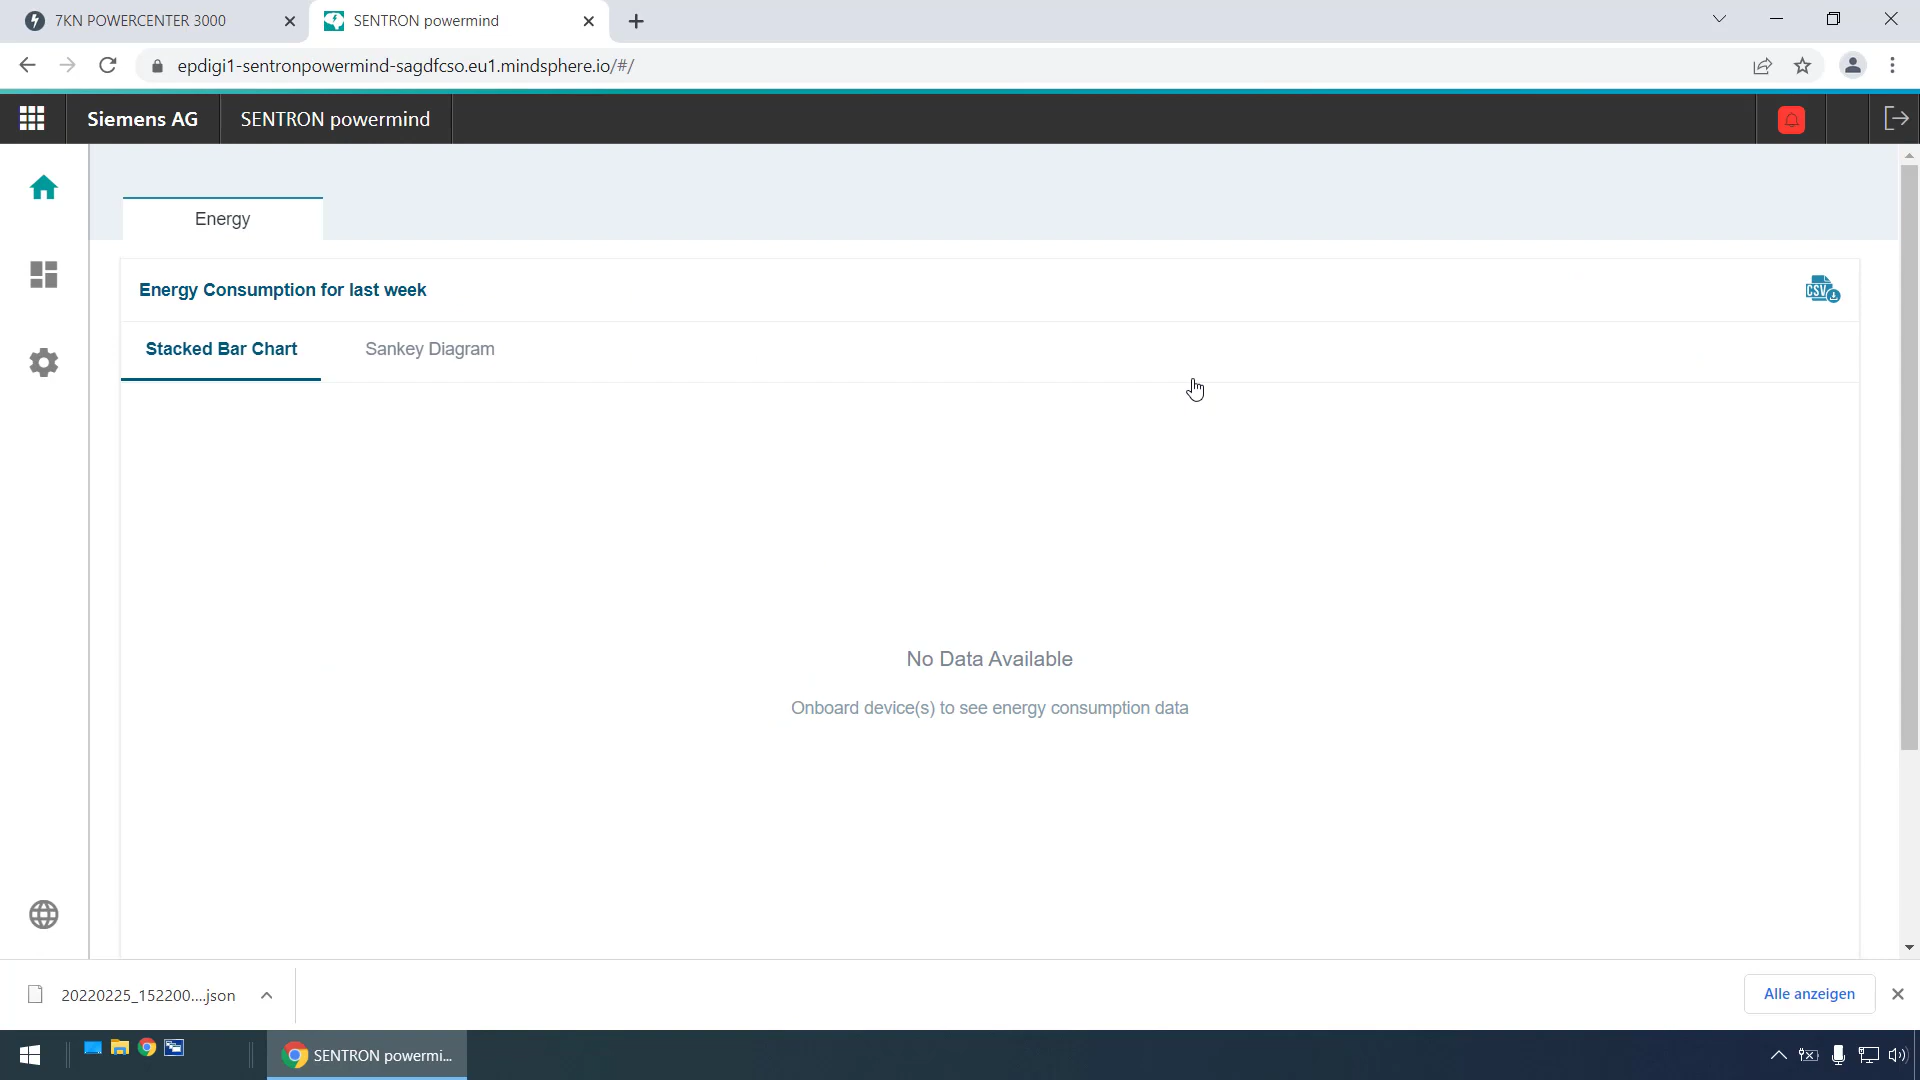 7KN POWERCENTER 3000
SENTRON powermind
epdigi1-sentronpowermind-sagdfcso.eu1.mindsphere.io/#/
Siemens AG
SENTRON powermind
Energy
Energy Consumption for last week
CSV
Stacked Bar Chart
Sankey Diagram
No Data Available
Onboard device(s) to see energy consumption data
20220225_152200....json
Alle anzeigen
SENTRON powermi...